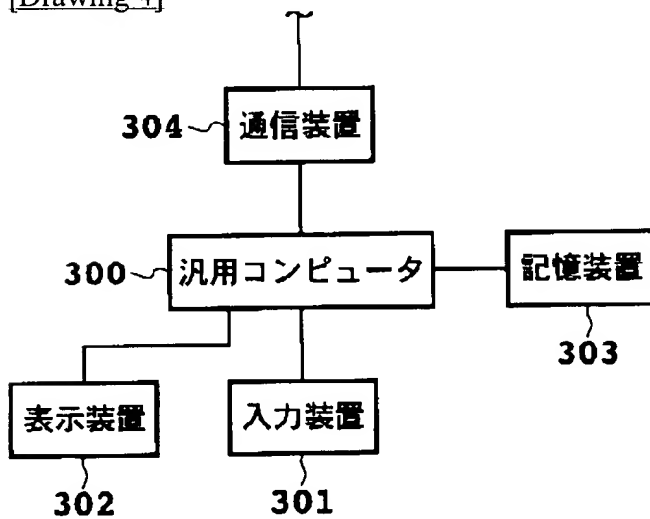 [Drawing 4]
304
通信装置
300
汎用コンピュータ
記憶装置
303
表示装置
入力装置
302
301